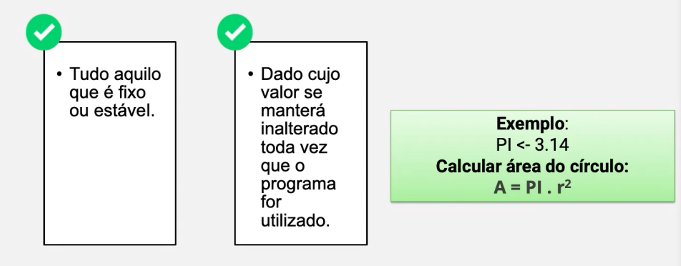 • Tudo aquilo
que é fixo
ou estável.
• Dado cujo
valor se
manterá
inalterado
toda vez
que o
programa
for
utilizado.
Exemplo:
PI <- 3.14
Calcular área do círculo:
A = PI . r²